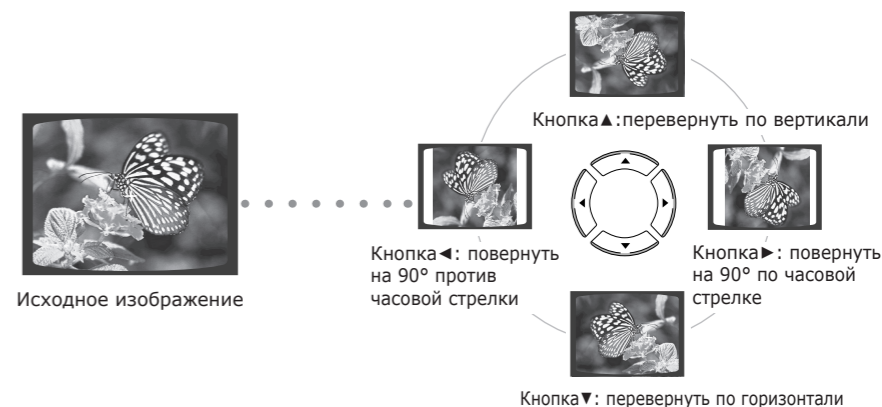 Кнопка▲:перевернуть по вертикали
Кнопка◄: повернуть
на 90° против
часовой стрелки
Кнопка►: повернуть
на 90° по часовой
стрелке
Исходное изображение
Кнопка▼: перевернуть по горизонтали